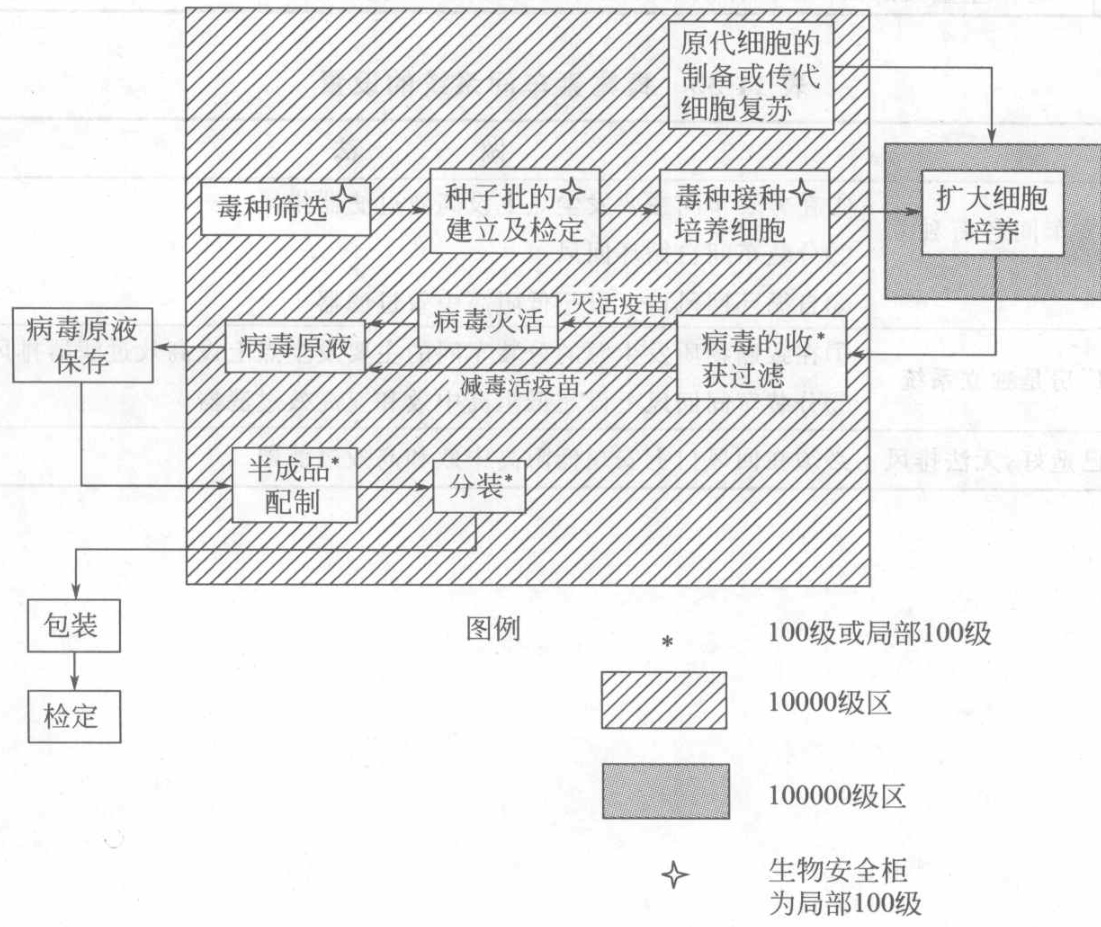 原代细胞的
制备或传代
细胞复苏
毒种筛选
种子批的
建立及检定
毒种接种
培养细胞
扩大细胞
培养
病毒原液
保存
病毒原液
病毒灭活
灭活疫苗
减毒活疫苗
病毒的收*
获过滤
半成品*
配制
分装*
包装
检定
图例
* 100级或局部100级
10000级区
100000级区
生物安全柜
为局部100级